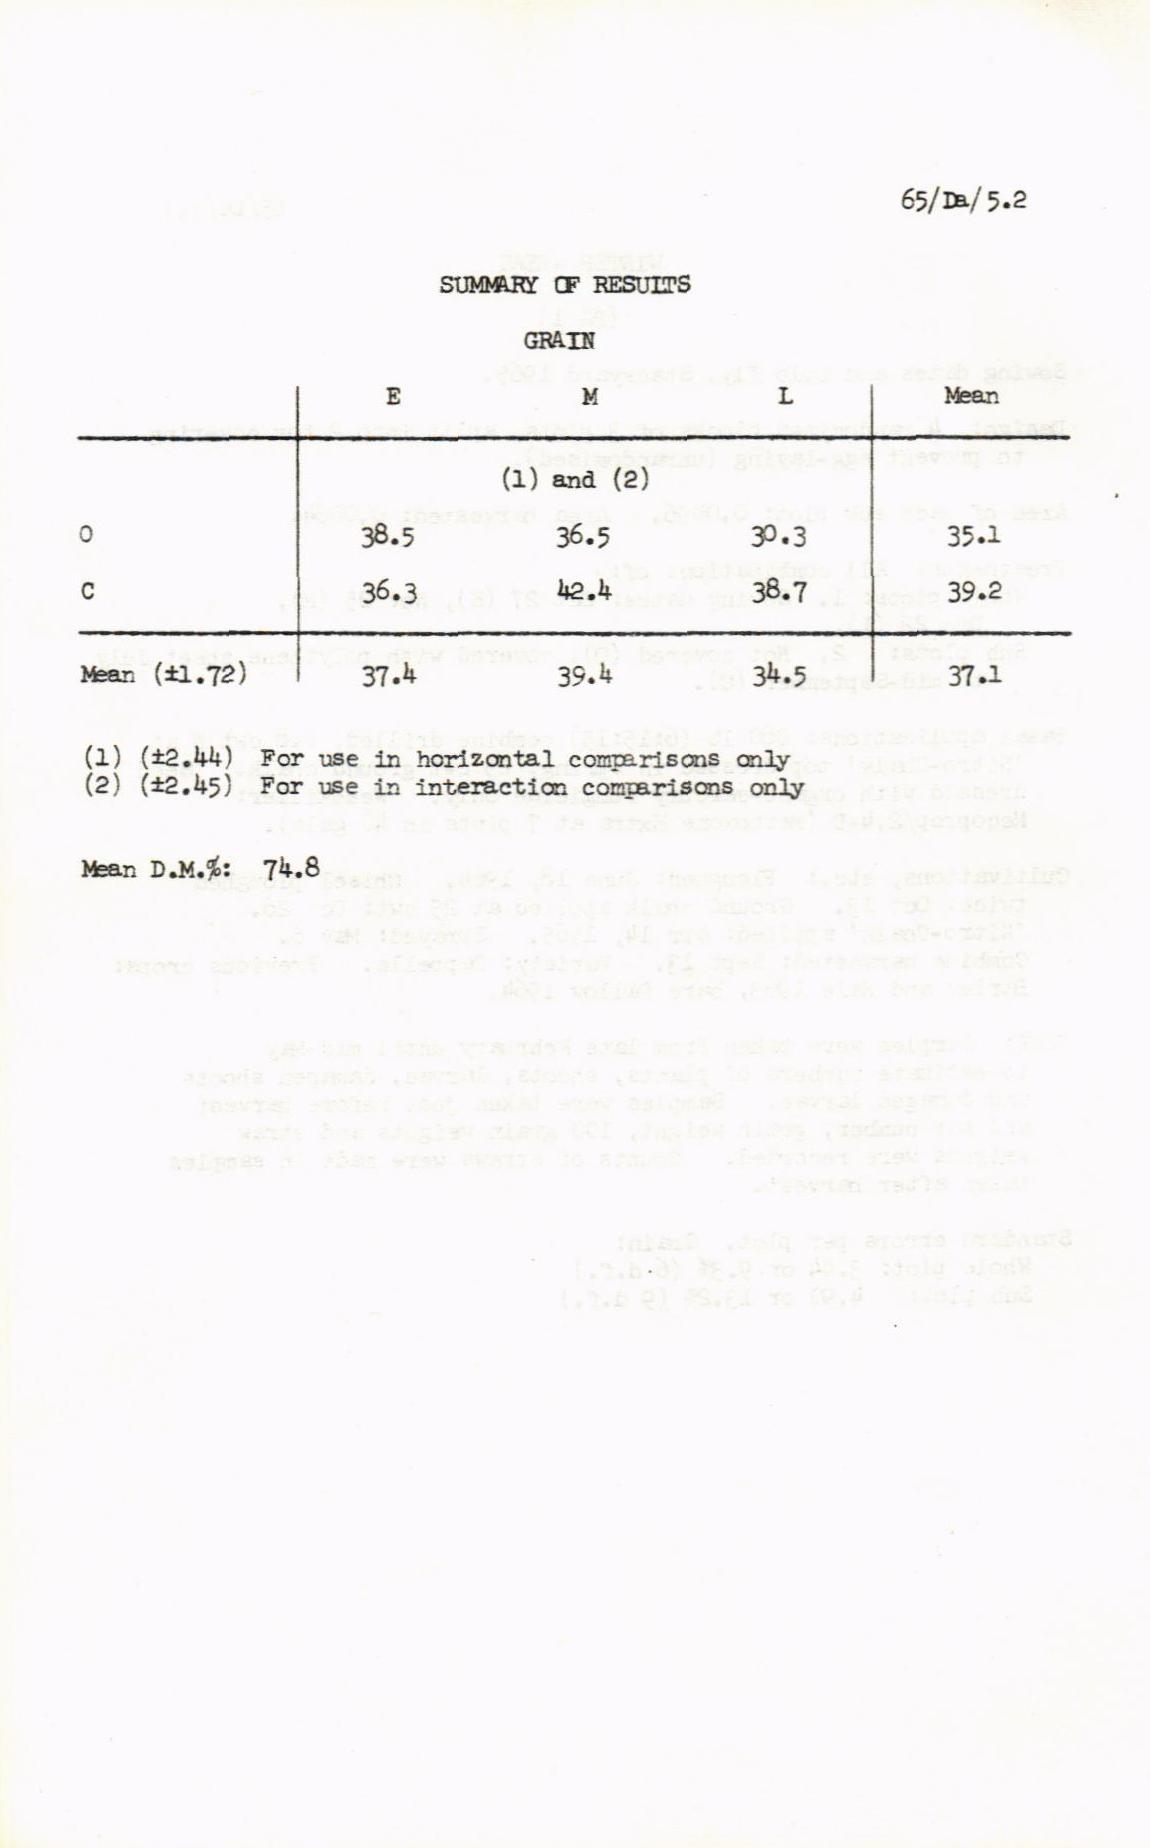 65/Da/5.2
SUMMARY OF RESULTS
GRAIN
E M L Mean
(1) and (2)
O 38.5 36.5 30.3 35.1
C 36.3 42.4 38.7 39.2
Mean (±1.72) 37.4 39.4 34.5 37.1
(1) (±2.44) For use in horizontal comparisons only
(2) (±2.45) For use in interaction comparisons only
Mean D.M.%: 74.8